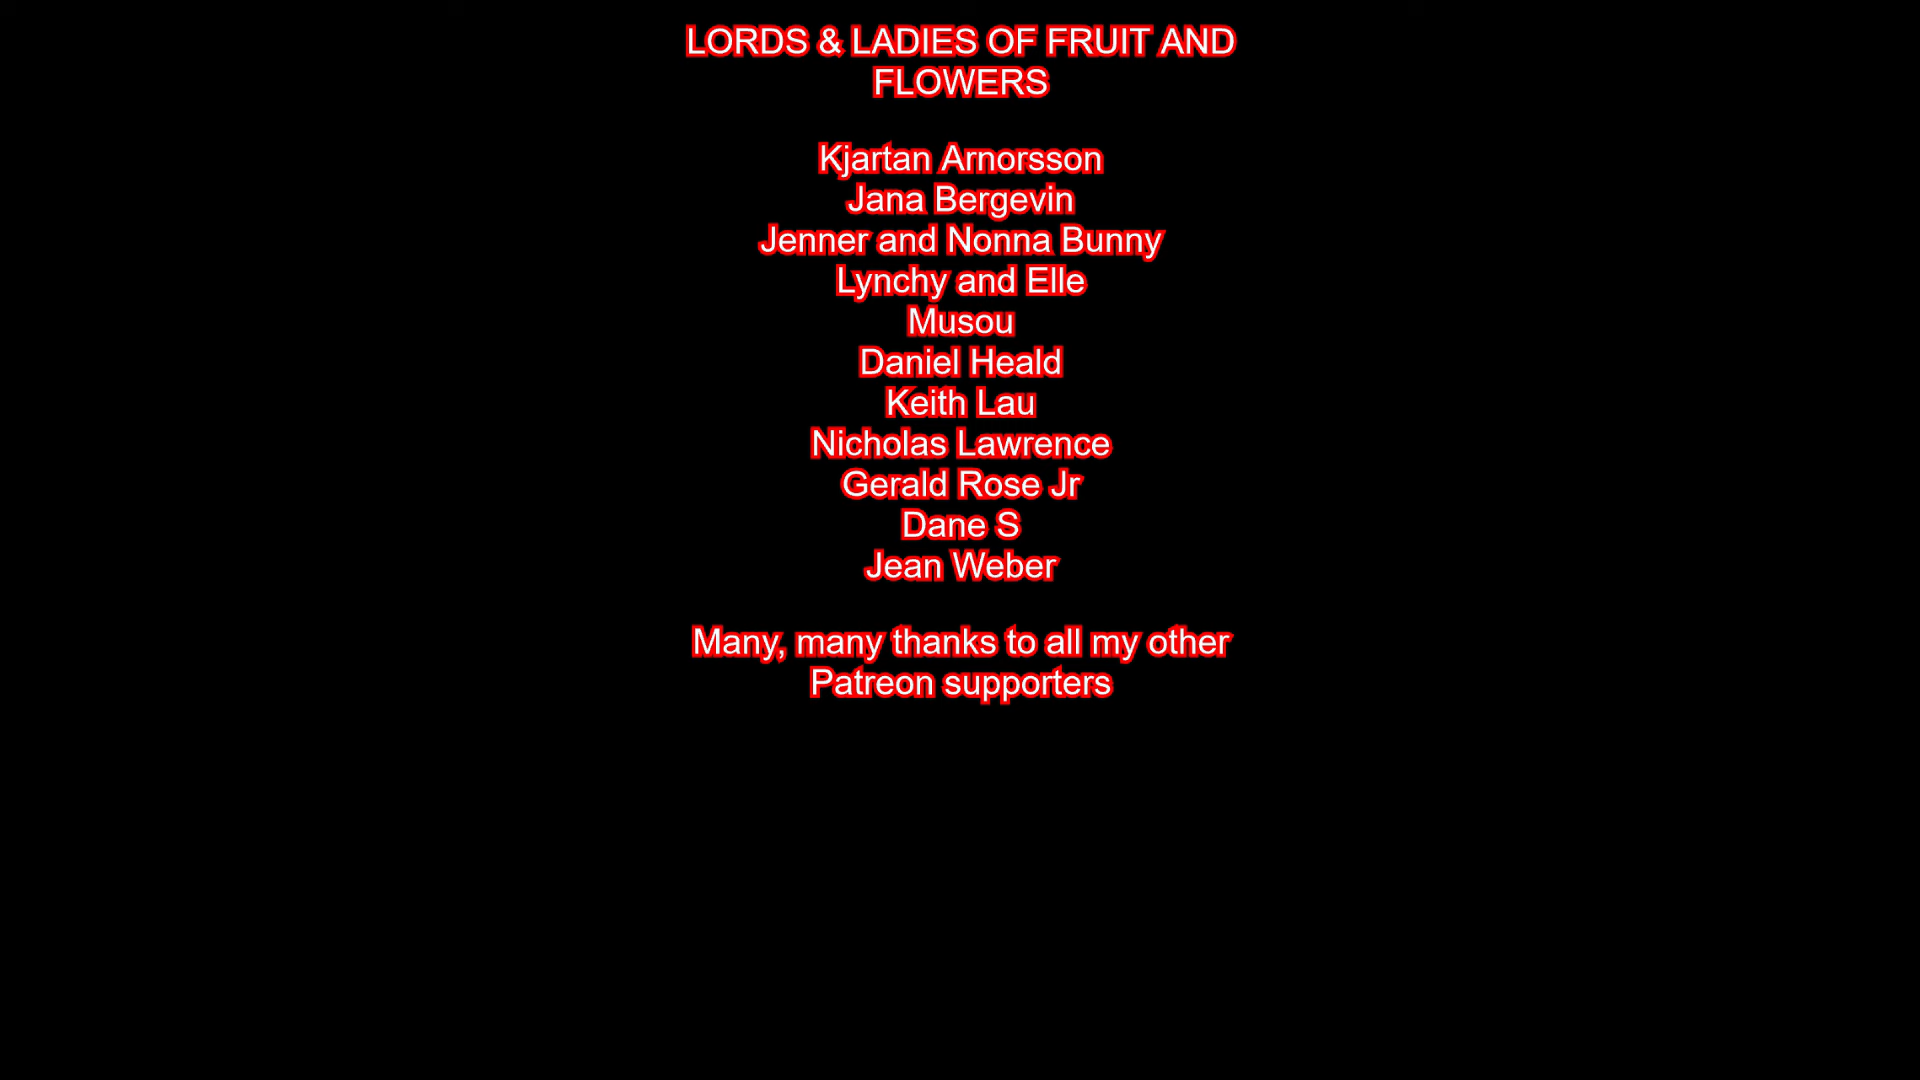 LORDS & LADIES OF FRUIT AND
FLOWERS
Kjartan Arnorsson
Jana Bergevin
Jenner and Nonna Bunny
Lynchy and Elle
Musou
Daniel Heald
Keith Lau
Nicholas Lawrence
Gerald Rose Jr
Dane S
Jean Weber
Many, many thanks to all my other
Patreon supporters